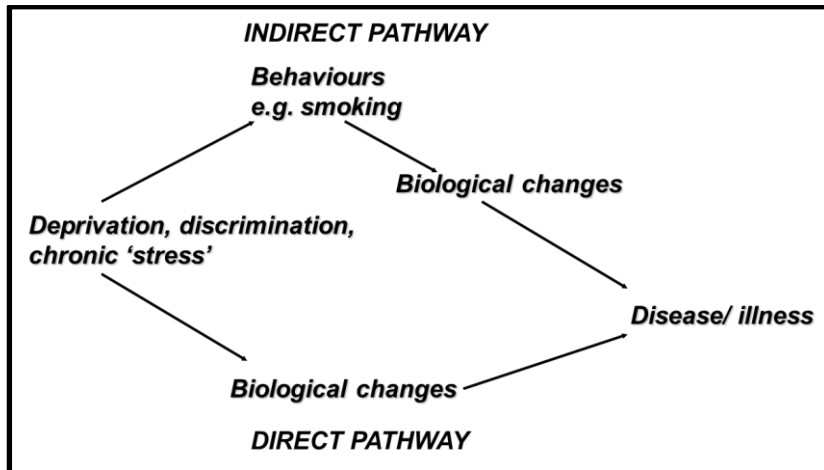 INDIRECT PATHWAY
Behaviours
e.g. smoking
Biological changes
Deprivation, discrimination,
chronic ‘stress’
Disease/ illness
Biological changes
DIRECT PATHWAY